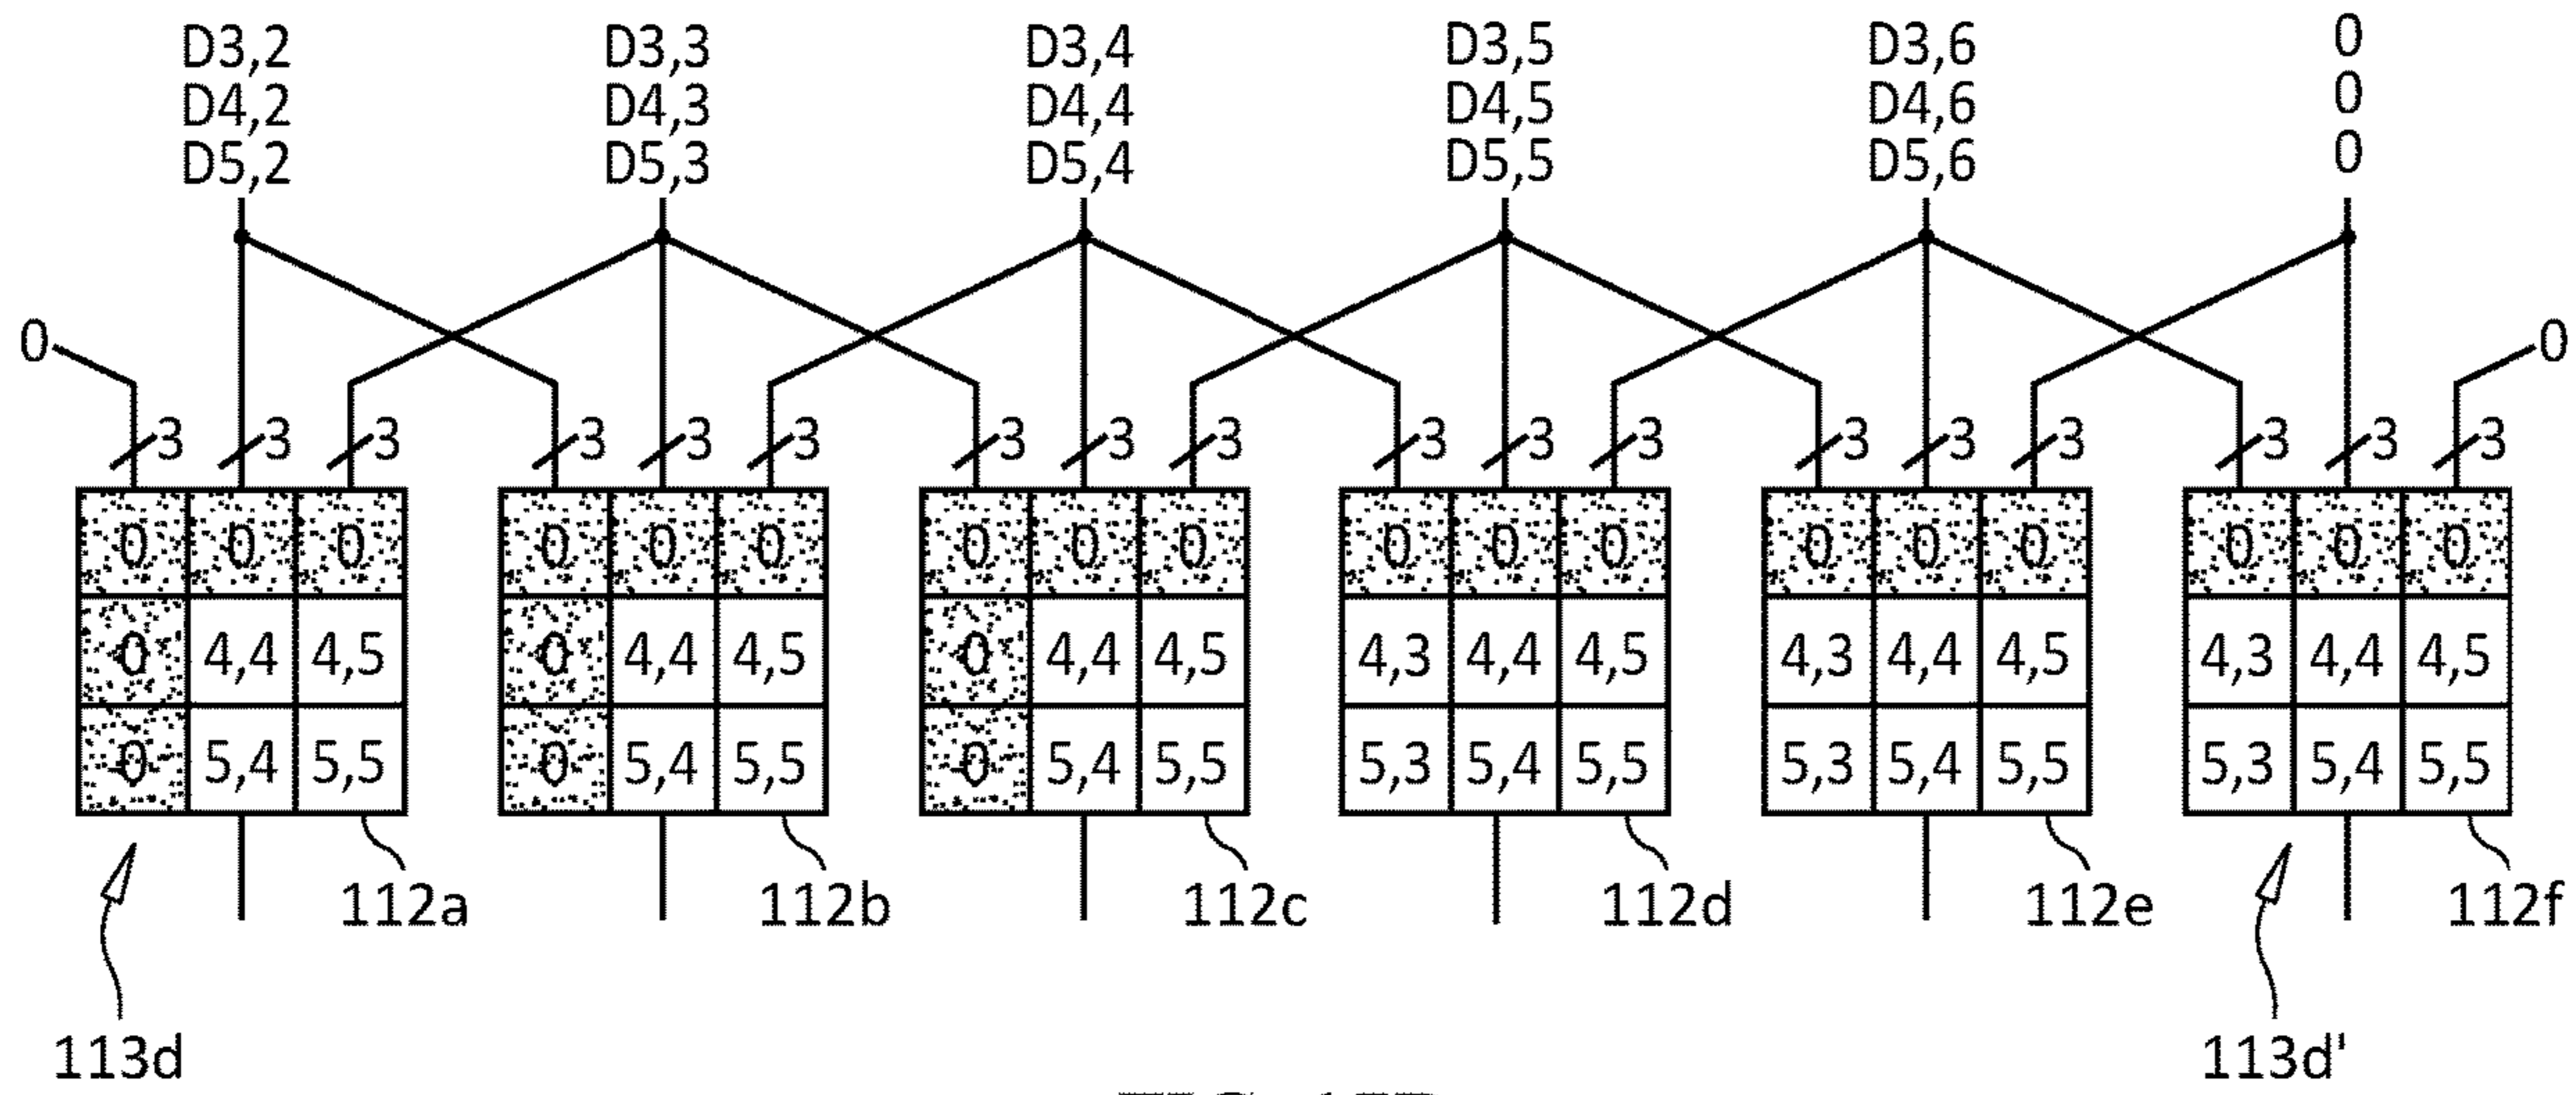 D3,2 D3,3 D3,4 D3,5 D3,6 0
D4,2 D4,3 D4,4 D4,5 D4,6 0
D5,2 D5,3 D5,4 D5,5 D5,6 0
0 0
3 3 3 3 3 3 3 3 3 3 3 3 3 3 3 3 3 3
0 0 0 0 0 0 0 0 0 0 0 0 0 0 0 0 0 0
0 4,4 4,5 0 4,4 4,5 0 4,4 4,5 4,3 4,4 4,5 4,3 4,4 4,5 4,3 4,4 4,5
0 5,4 5,5 0 5,4 5,5 0 5,4 5,5 5,3 5,4 5,5 5,3 5,4 5,5 5,3 5,4 5,5
112a 112b 112c 112d 112e 112f
113d 113d'